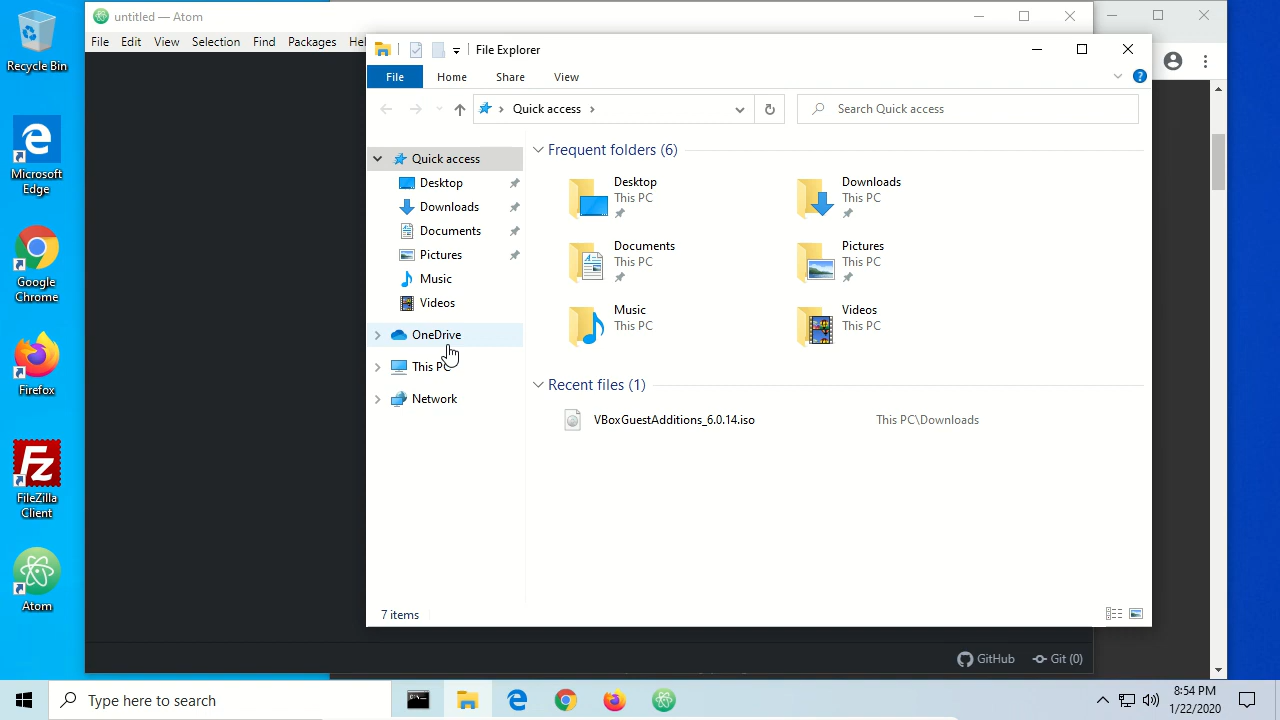 Recycle Bin
Microsoft
Edge
Google
Chrome
Firefox
FileZilla
Client
Atom
untitled — Atom
File Edit View Selection Find Packages Hel
File Explorer
File Home Share View
Quick access
Search Quick access
Quick access
Desktop
Downloads
Documents
Pictures
Music
Videos
OneDrive
This PC
Network
Frequent folders (6)
Desktop
This PC
Downloads
This PC
Documents
This PC
Pictures
This PC
Music
This PC
Videos
This PC
Recent files (1)
VBoxGuestAdditions_6.0.14.iso This PC\Downloads
7 items
GitHub Git (0)
Type here to search
8:54 PM
1/22/2020